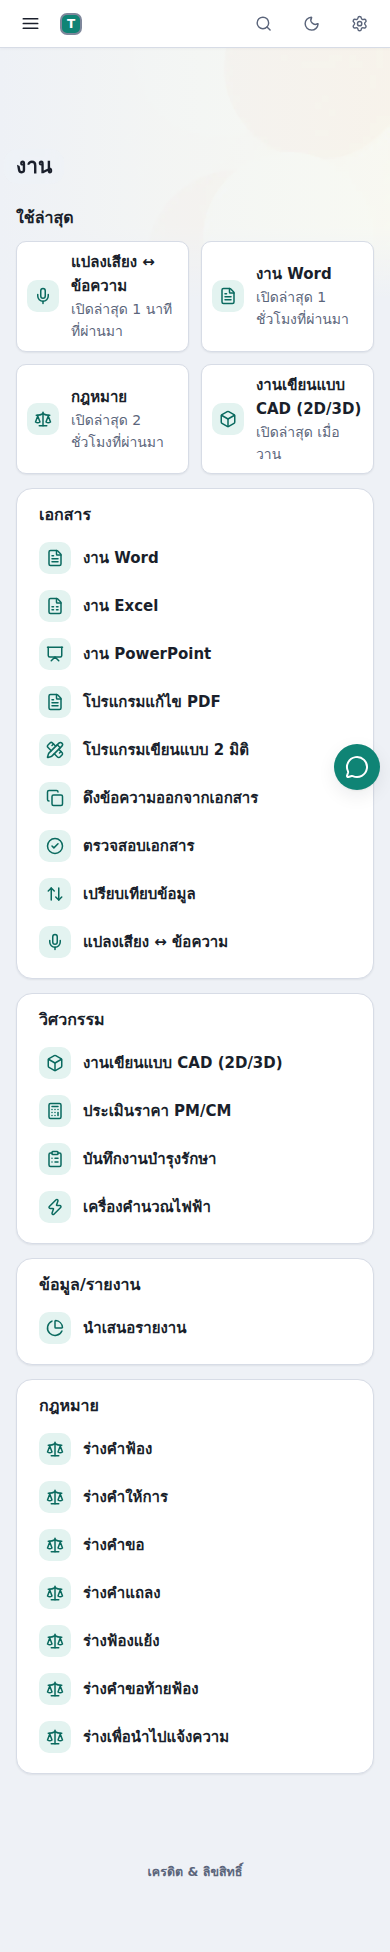 T
งาน
ใช้ล่าสุด
แปลงเสียง ↔
ข้อความ
เปิดล่าสุด 1 นาที
ที่ผ่านมา
งาน Word
เปิดล่าสุด 1
ชั่วโมงที่ผ่านมา
กฎหมาย
เปิดล่าสุด 2
ชั่วโมงที่ผ่านมา
งานเขียนแบบ
CAD (2D/3D)
เปิดล่าสุด เมื่อ
วาน
เอกสาร
งาน Word
งาน Excel
งาน PowerPoint
โปรแกรมแก้ไข PDF
โปรแกรมเขียนแบบ 2 มิติ
ดึงข้อความออกจากเอกสาร
ตรวจสอบเอกสาร
เปรียบเทียบข้อมูล
แปลงเสียง ↔ ข้อความ
วิศวกรรม
งานเขียนแบบ CAD (2D/3D)
ประเมินราคา PM/CM
บันทึกงานบำรุงรักษา
เครื่องคำนวณไฟฟ้า
ข้อมูล/รายงาน
นำเสนอรายงาน
กฎหมาย
ร่างคำฟ้อง
ร่างคำให้การ
ร่างคำขอ
ร่างคำแถลง
ร่างฟ้องแย้ง
ร่างคำขอท้ายฟ้อง
ร่างเพื่อนำไปแจ้งความ
เครดิต & ลิขสิทธิ์